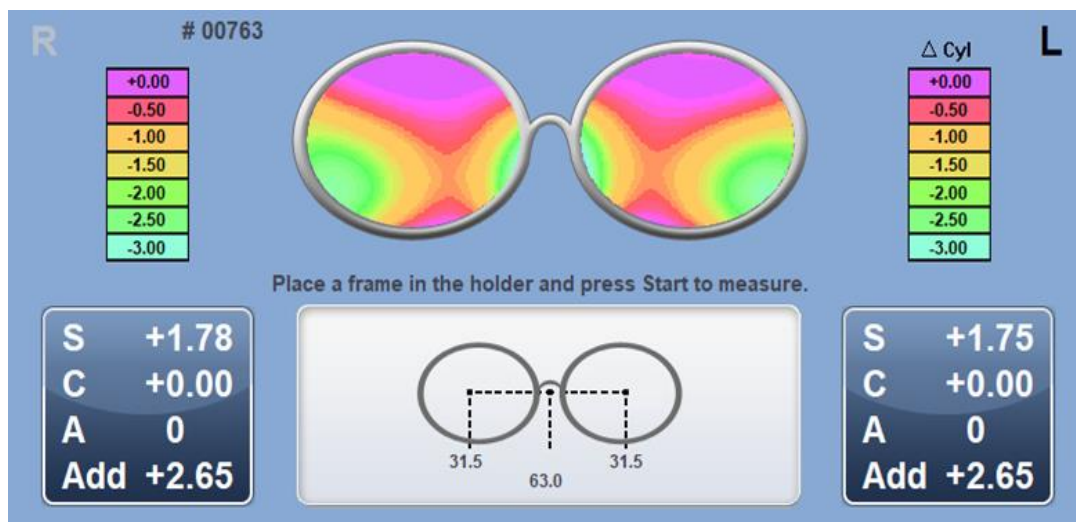 R
# 00763
Δ Cyl
L
+0.00
-0.50
-1.00
-1.50
-2.00
-2.50
-3.00
+0.00
-0.50
-1.00
-1.50
-2.00
-2.50
-3.00
Place a frame in the holder and press Start to measure.
S +1.78
C +0.00
A 0
Add +2.65
31.5
31.5
63.0
S +1.75
C +0.00
A 0
Add +2.65